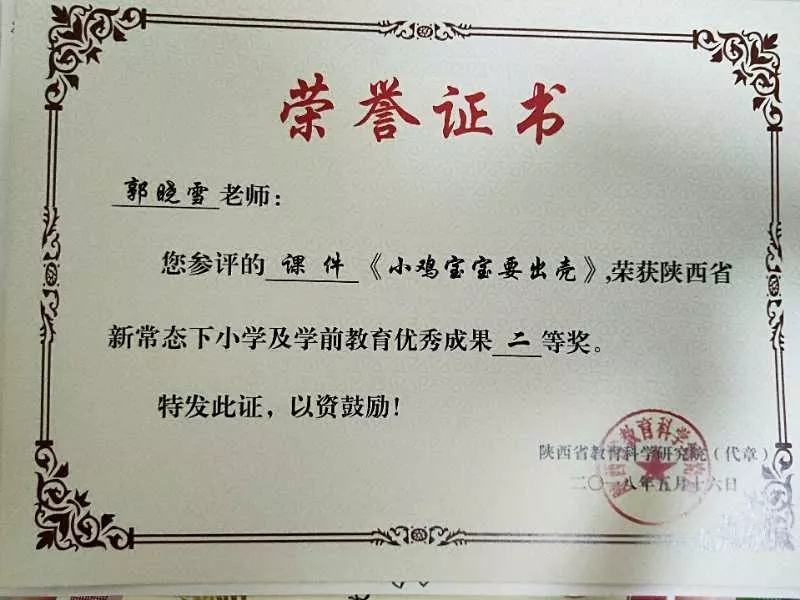 荣誉证书
郭晓雪老师：
您参评的课件《小鸡宝宝要出壳》,荣获陕西省
新常态下小学及学前教育优秀成果二等奖。
特发此证，以资鼓励！
陕西省教育科学研究院（代章）
二〇一八年五月十六日